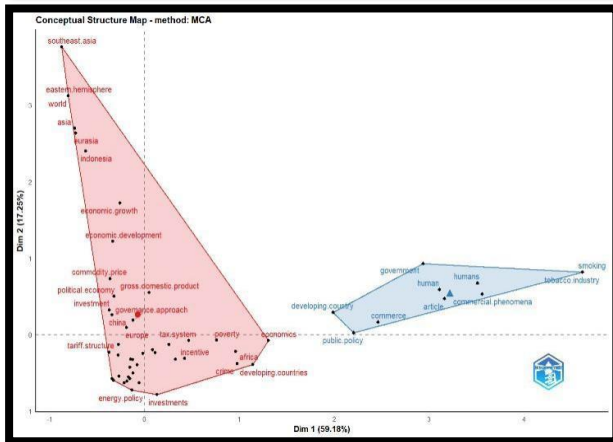 Conceptual Structure Map - method: MCA
southeast.asia
eastern.hemisphere
world
asia
eurasia
indonesia
economic.growth
economic.development
commodity.price
gross.domestic.product
political.economy
investment
governance.approach
china
europe
tax.system
poverty
economics
tariff.structure
incentive
africa
crime
developing.countries
energy.policy
investments
smoking
tobacco.industry
government
humans
human
commercial phenomena
article
developing.country
commerce
public.policy
3
2
1
0
-1
Dim 2 (17.25%)
-1
0
1
2
3
4
Dim 1 (59.18%)